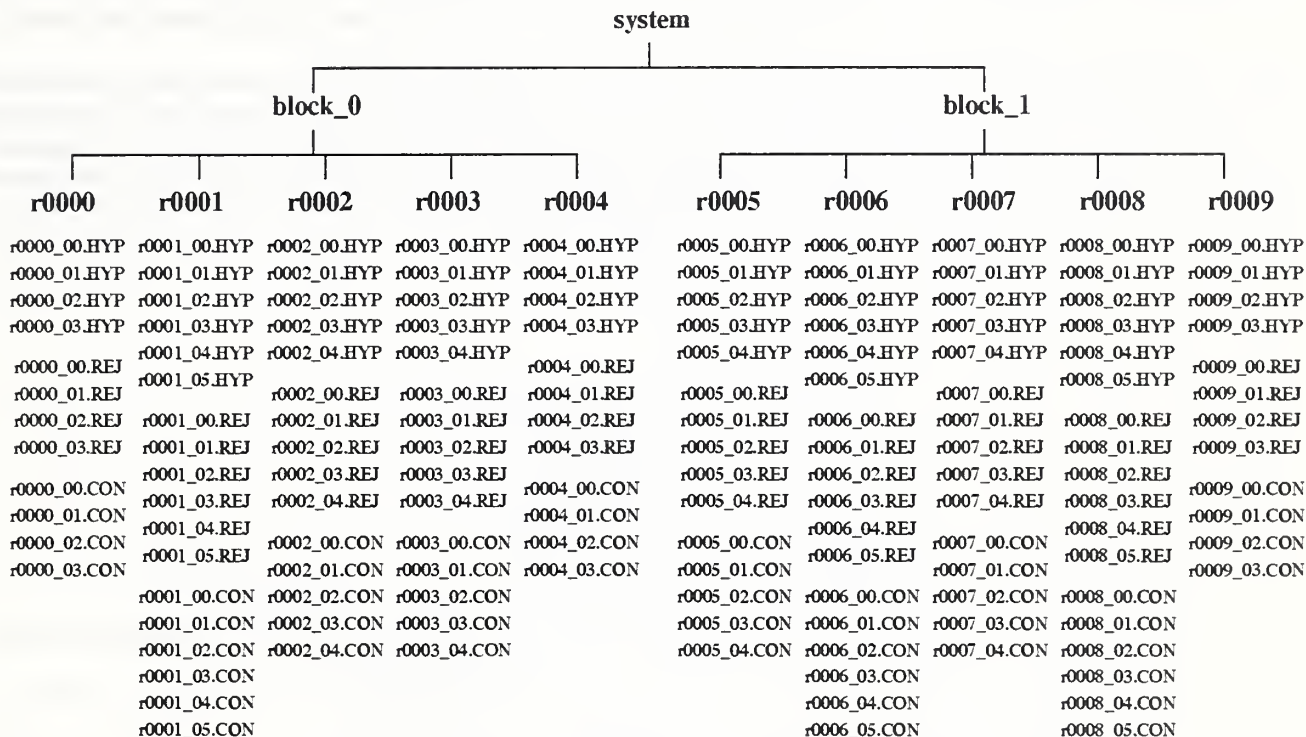 system
block_0 block_1
r0000 r0001 r0002 r0003 r0004 r0005 r0006 r0007 r0008 r0009
r0000_00.HYP r0001_00.HYP r0002_00.HYP r0003_00.HYP r0004_00.HYP r0005_00.HYP r0006_00.HYP r0007_00.HYP r0008_00.HYP r0009_00.HYP
r0000_01.HYP r0001_01.HYP r0002_01.HYP r0003_01.HYP r0004_01.HYP r0005_01.HYP r0006_01.HYP r0007_01.HYP r0008_01.HYP r0009_01.HYP
r0000_02.HYP r0001_02.HYP r0002_02.HYP r0003_02.HYP r0004_02.HYP r0005_02.HYP r0006_02.HYP r0007_02.HYP r0008_02.HYP r0009_02.HYP
r0000_03.HYP r0001_03.HYP r0002_03.HYP r0003_03.HYP r0004_03.HYP r0005_03.HYP r0006_03.HYP r0007_03.HYP r0008_03.HYP r0009_03.HYP
r0001_04.HYP r0002_04.HYP r0003_04.HYP r0005_04.HYP r0006_04.HYP r0007_04.HYP r0008_04.HYP
r0000_00.REJ r0004_00.REJ r0009_00.REJ
r0001_05.HYP r0006_05.HYP r0008_05.HYP
r0000_01.REJ r0002_00.REJ r0003_00.REJ r0004_01.REJ r0005_00.REJ r0007_00.REJ r0009_01.REJ
r0000_02.REJ r0001_00.REJ r0002_01.REJ r0003_01.REJ r0004_02.REJ r0005_01.REJ r0006_00.REJ r0007_01.REJ r0008_00.REJ r0009_02.REJ
r0000_03.REJ r0001_01.REJ r0002_02.REJ r0003_02.REJ r0004_03.REJ r0005_02.REJ r0006_01.REJ r0007_02.REJ r0008_01.REJ r0009_03.REJ
r0001_02.REJ r0002_03.REJ r0003_03.REJ r0005_03.REJ r0006_02.REJ r0007_03.REJ r0008_02.REJ
r0000_00.CON r0001_03.REJ r0002_04.REJ r0003_04.REJ r0004_00.CON r0005_04.REJ r0006_03.REJ r0007_04.REJ r0008_03.REJ r0009_00.CON
r0000_01.CON r0001_04.REJ r0004_01.CON r0006_04.REJ r0008_04.REJ r0009_01.CON
r0000_02.CON r0001_05.REJ r0002_00.CON r0003_00.CON r0004_02.CON r0005_00.CON r0006_05.REJ r0007_00.CON r0008_05.REJ r0009_02.CON
r0000_03.CON r0002_01.CON r0003_01.CON r0004_03.CON r0005_01.CON r0007_01.CON r0009_03.CON
r0001_00.CON r0002_02.CON r0003_02.CON r0005_02.CON r0006_00.CON r0007_02.CON r0008_00.CON
r0001_01.CON r0002_03.CON r0003_03.CON r0005_03.CON r0006_01.CON r0007_03.CON r0008_01.CON
r0001_02.CON r0002_04.CON r0003_04.CON r0005_04.CON r0006_02.CON r0007_04.CON r0008_02.CON
r0001_03.CON r0006_03.CON r0008_03.CON
r0001_04.CON r0006_04.CON r0008_04.CON
r0001_05.CON r0006_05.CON r0008_05.CON